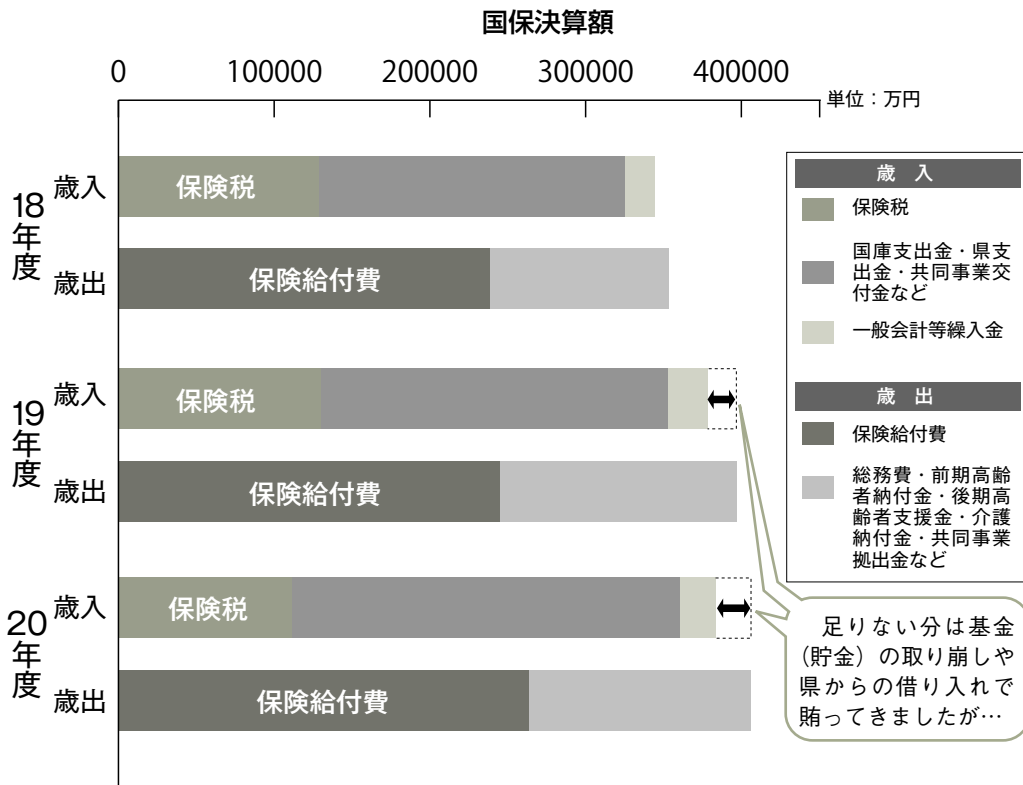 国保決算額
0 100000 200000 300000 400000
単位：万円
18年度
歳入
保険税
歳出
保険給付費
19年度
歳入
保険税
歳出
保険給付費
20年度
歳入
保険税
歳出
保険給付費
歳　入
保険税
国庫支出金・県支
出金・共同事業交
付金など
一般会計等繰入金
歳　出
保険給付費
総務費・前期高齢
者納付金・後期高
齢者支援金・介護
納付金・共同事業
拠出金など
足りない分は基金
（貯金）の取り崩しや
県からの借り入れで
賄ってきましたが…